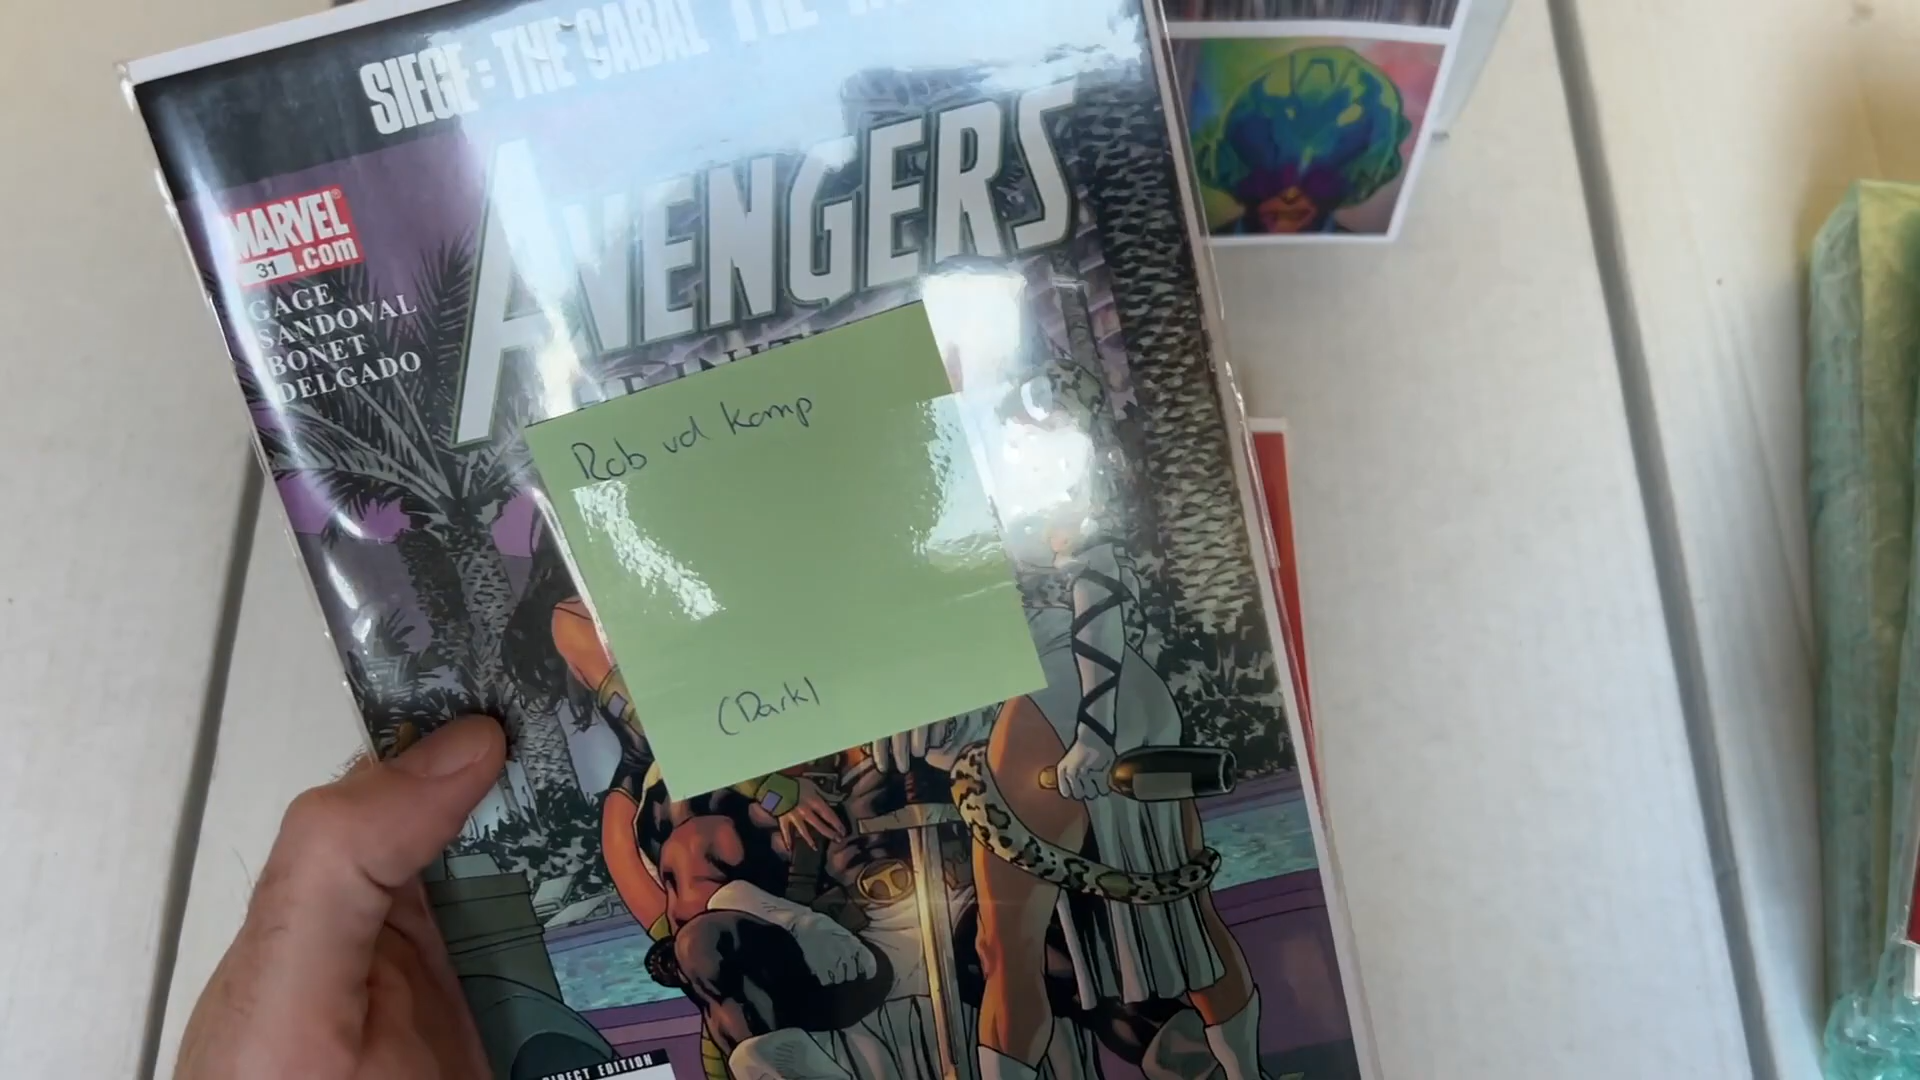 SIEGE: THE CABAL
MARVEL
31 .COM
GAGE
SANDOVAL
BONET
DELGADO
AVENGERS
Rob vd Kamp
(Dark)
DIRECT EDITION